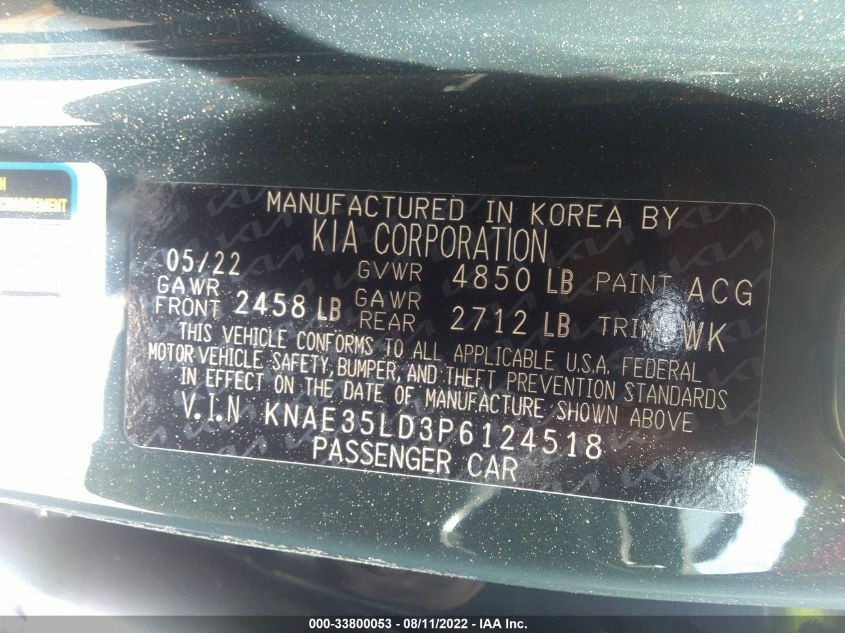 N
CHARGEMENT
MANUFACTURED IN KOREA BY
KIA CORPORATION
05/22 GVWR 4850 LB PAINT ACG
GAWR FRONT 2458 LB GAWR REAR 2712 LB TRIM WK
THIS VEHICLE CONFORMS TO ALL APPLICABLE U.S.A. FEDERAL
MOTOR VEHICLE SAFETY, BUMPER, AND THEFT PREVENTION STANDARDS
IN EFFECT ON THE DATE OF MANUFACTURE SHOWN ABOVE
V.I.N KNAE35LD3P6124518
PASSENGER CAR
000-33800053 - 08/11/2022 - IAA Inc.